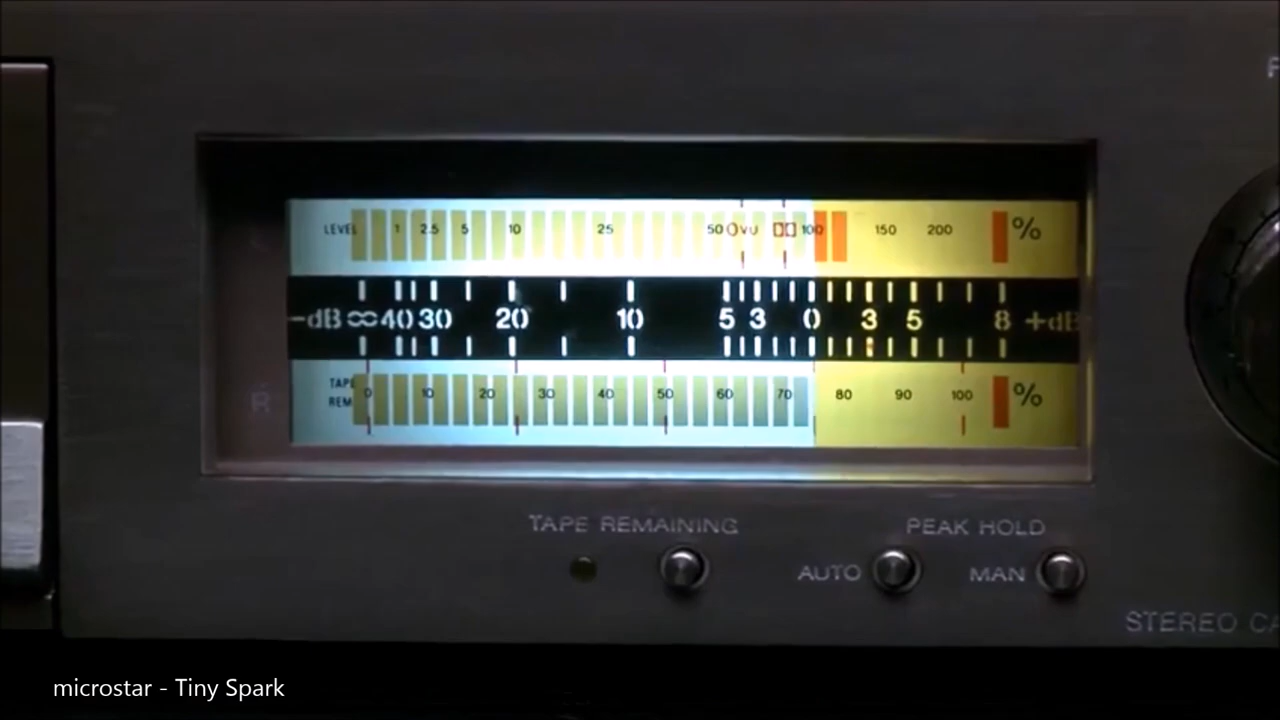 LEVEL 1 2.5 5 10 25 50 0VU 100 150 200 %
-dB ∞ 40 30 20 10 5 3 0 3 5 8 +dB
TAPE
REM 0 10 20 30 40 50 60 70 80 90 100 %
R
TAPE REMAINING
PEAK HOLD
AUTO
MAN
STEREO CA
microstar - Tiny Spark